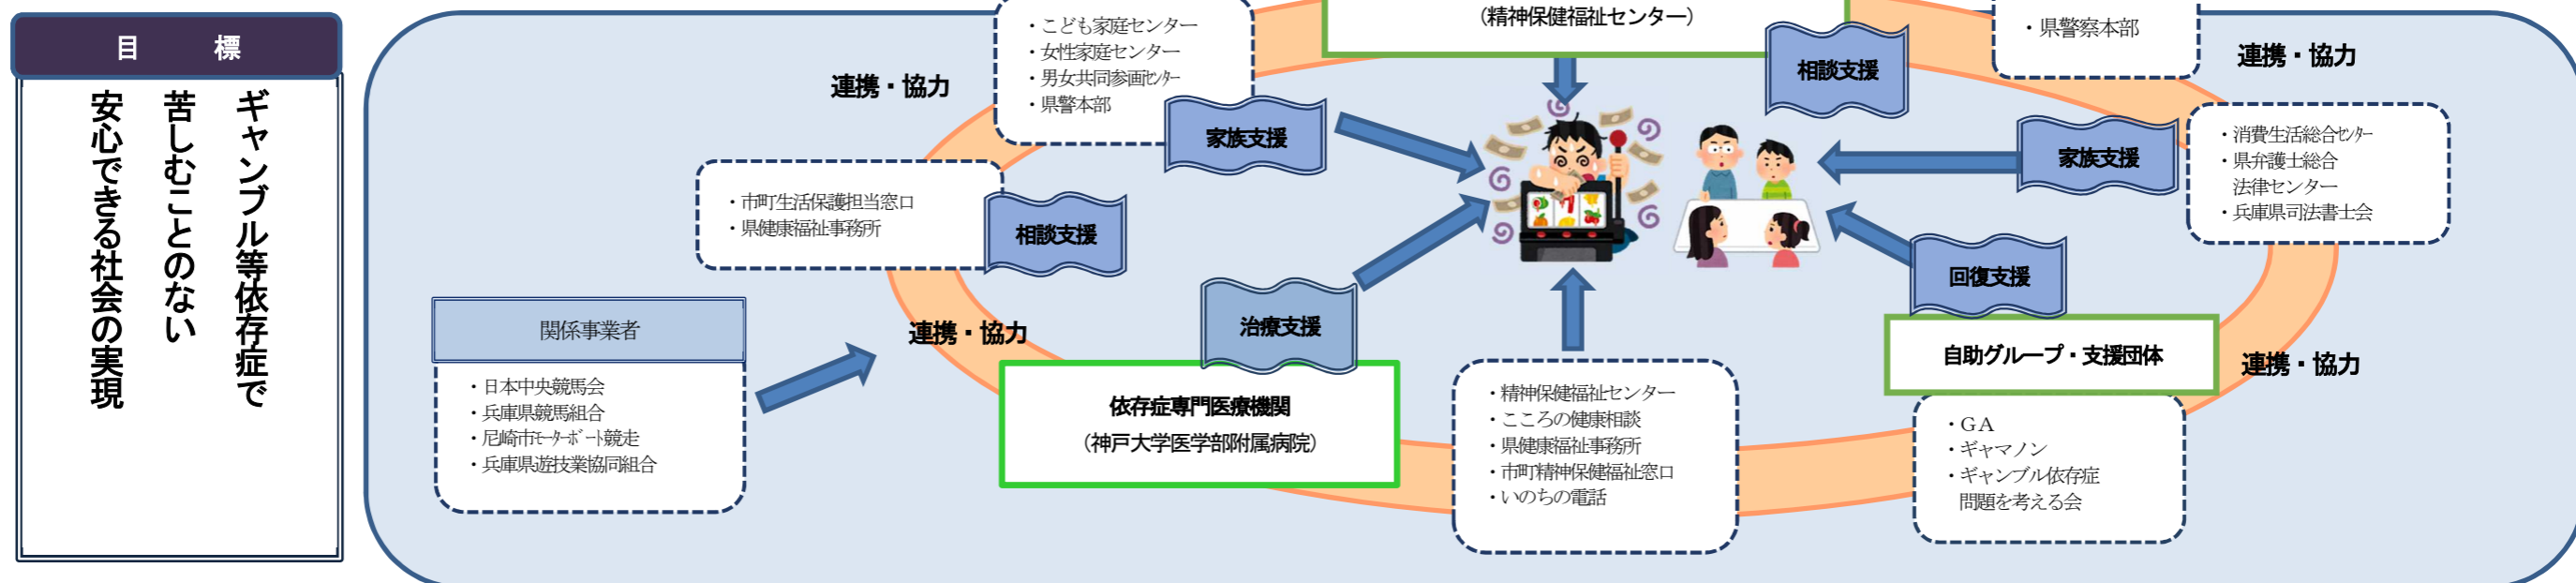 目　標
ギャンブル等依存症で
苦しむことのない
安心できる社会の実現
（精神保健福祉センター）
・こども家庭センター
・女性家庭センター
・男女共同参画ｾﾝﾀｰ
・県警本部
・県警察本部
連携・協力
連携・協力
相談支援
家族支援
家族支援
・消費生活総合ｾﾝﾀｰ
・県弁護士総合
法律センター
・兵庫県司法書士会
・市町生活保護担当窓口
・県健康福祉事務所
相談支援
回復支援
治療支援
関係事業者
・日本中央競馬会
・兵庫県競馬組合
・尼崎市ﾓｰﾀｰﾎﾞｰﾄ競走
・兵庫県遊技業協同組合
連携・協力
依存症専門医療機関
（神戸大学医学部附属病院）
・精神保健福祉センター
・こころの健康相談
・県健康福祉事務所
・市町精神保健福祉窓口
・いのちの電話
自助グループ・支援団体
連携・協力
・ＧＡ
・ギャマノン
・ギャンブル依存症
問題を考える会